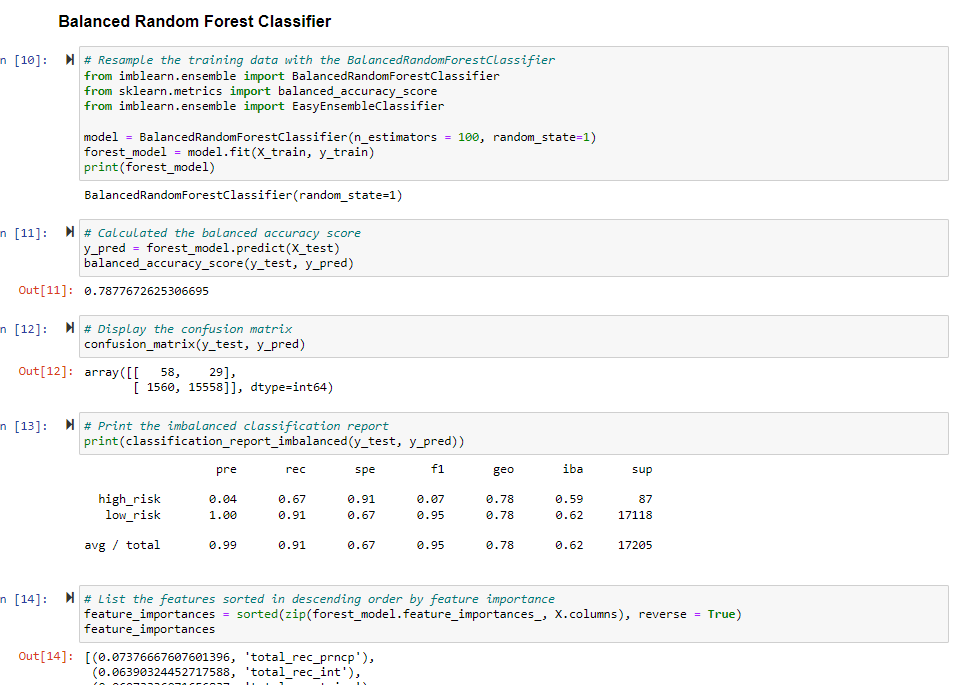 Balanced Random Forest Classifier
n [10]:
# Resample the training data with the BalancedRandomForestClassifier
from imblearn.ensemble import BalancedRandomForestClassifier
from sklearn.metrics import balanced_accuracy_score
from imblearn.ensemble import EasyEnsembleClassifier
model = BalancedRandomForestClassifier(n_estimators = 100, random_state=1)
forest_model = model.fit(X_train, y_train)
print(forest_model)
BalancedRandomForestClassifier(random_state=1)
n [11]:
# Calculated the balanced accuracy score
y_pred = forest_model.predict(X_test)
balanced_accuracy_score(y_test, y_pred)
Out[11]: 0.7877672625306695
n [12]:
# Display the confusion matrix
confusion_matrix(y_test, y_pred)
Out[12]: array([[   58,    29],
[ 1560, 15558]], dtype=int64)
n [13]:
# Print the imbalanced classification report
print(classification_report_imbalanced(y_test, y_pred))
pre rec spe f1 geo iba sup
high_risk 0.04 0.67 0.91 0.07 0.78 0.59 87
low_risk 1.00 0.91 0.67 0.95 0.78 0.62 17118
avg / total 0.99 0.91 0.67 0.95 0.78 0.62 17205
n [14]:
# List the features sorted in descending order by feature importance
feature_importances = sorted(zip(forest_model.feature_importances_, X.columns), reverse = True)
feature_importances
Out[14]: [(0.07376667607601396, 'total_rec_prncp'),
(0.06390324452717588, 'total_rec_int'),